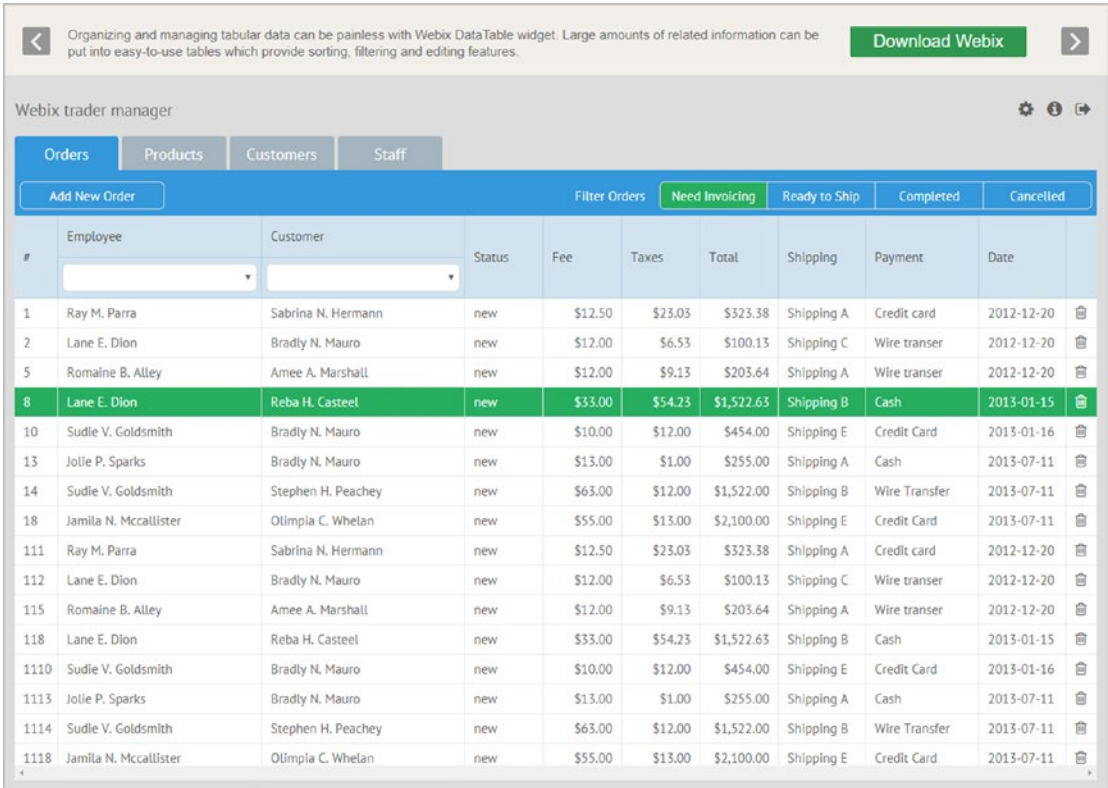 Organizing and managing tabular data can be painless with Webix DataTable widget. Large amounts of related information can be
put into easy-to-use tables which provide sorting, filtering and editing features.
Download Webix
Webix trader manager
Orders Products Customers Staff
Add New Order Filter Orders Need Invoicing Ready to Ship Completed Cancelled
# Employee Customer Status Fee Taxes Total Shipping Payment Date
1 Ray M. Parra Sabrina N. Hermann new $12.50 $23.03 $323.38 Shipping A Credit card 2012-12-20
2 Lane E. Dion Bradly N. Mauro new $12.00 $6.53 $100.13 Shipping C Wire transer 2012-12-20
5 Romaine B. Alley Amee A. Marshall new $12.00 $9.13 $203.64 Shipping A Wire transer 2012-12-20
8 Lane E. Dion Reba H. Casteel new $33.00 $54.23 $1,522.63 Shipping B Cash 2013-01-15
10 Sudie V. Goldsmith Bradly N. Mauro new $10.00 $12.00 $454.00 Shipping E Credit Card 2013-01-16
13 Jolie P. Sparks Bradly N. Mauro new $13.00 $1.00 $255.00 Shipping A Cash 2013-07-11
14 Sudie V. Goldsmith Stephen H. Peachey new $63.00 $12.00 $1,522.00 Shipping B Wire Transfer 2013-07-11
18 Jamila N. Mccallister Olimpia C. Whelan new $55.00 $13.00 $2,100.00 Shipping E Credit Card 2013-07-11
111 Ray M. Parra Sabrina N. Hermann new $12.50 $23.03 $323.38 Shipping A Credit card 2012-12-20
112 Lane E. Dion Bradly N. Mauro new $12.00 $6.53 $100.13 Shipping C Wire transer 2012-12-20
115 Romaine B. Alley Amee A. Marshall new $12.00 $9.13 $203.64 Shipping A Wire transer 2012-12-20
118 Lane E. Dion Reba H. Casteel new $33.00 $54.23 $1,522.63 Shipping B Cash 2013-01-15
1110 Sudie V. Goldsmith Bradly N. Mauro new $10.00 $12.00 $454.00 Shipping E Credit Card 2013-01-16
1113 Jolie P. Sparks Bradly N. Mauro new $13.00 $1.00 $255.00 Shipping A Cash 2013-07-11
1114 Sudie V. Goldsmith Stephen H. Peachey new $63.00 $12.00 $1,522.00 Shipping B Wire Transfer 2013-07-11
1118 Jamila N. Mccallister Olimpia C. Whelan new $55.00 $13.00 $2,100.00 Shipping E Credit Card 2013-07-11